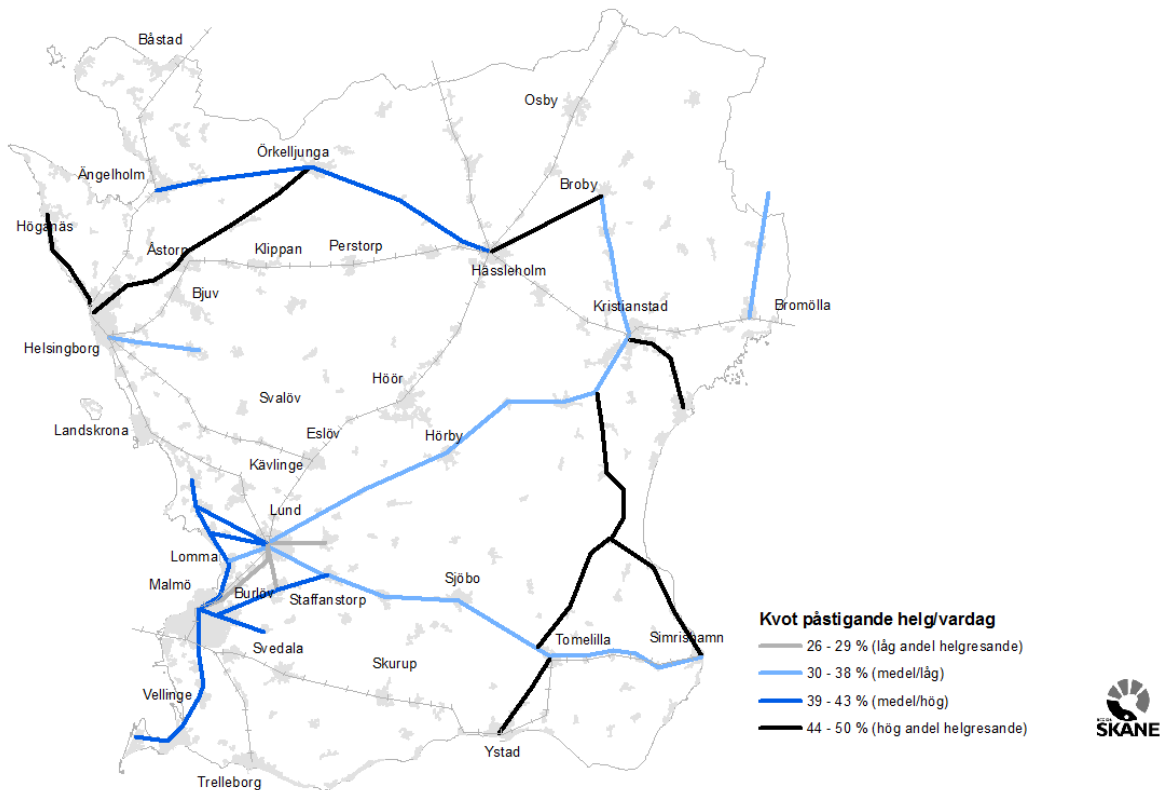 Båstad
Osby
Örkelljunga
Ängelholm
Broby
Höganäs
Åstorp
Klippan
Perstorp
Hässleholm
Bjuv
Kristianstad
Bromölla
Helsingborg
Höör
Svalöv
Landskrona
Eslöv
Hörby
Kävlinge
Lund
Lomma
Malmö
Burlöv
Staffanstorp
Sjöbo
Svedala
Tomelilla
Simrishamn
Skurup
Vellinge
Ystad
Trelleborg
Kvot påstigande helg/vardag
26 - 29 % (låg andel helgresande)
30 - 38 % (medel/låg)
39 - 43 % (medel/hög)
44 - 50 % (hög andel helgresande)
SKÅNE